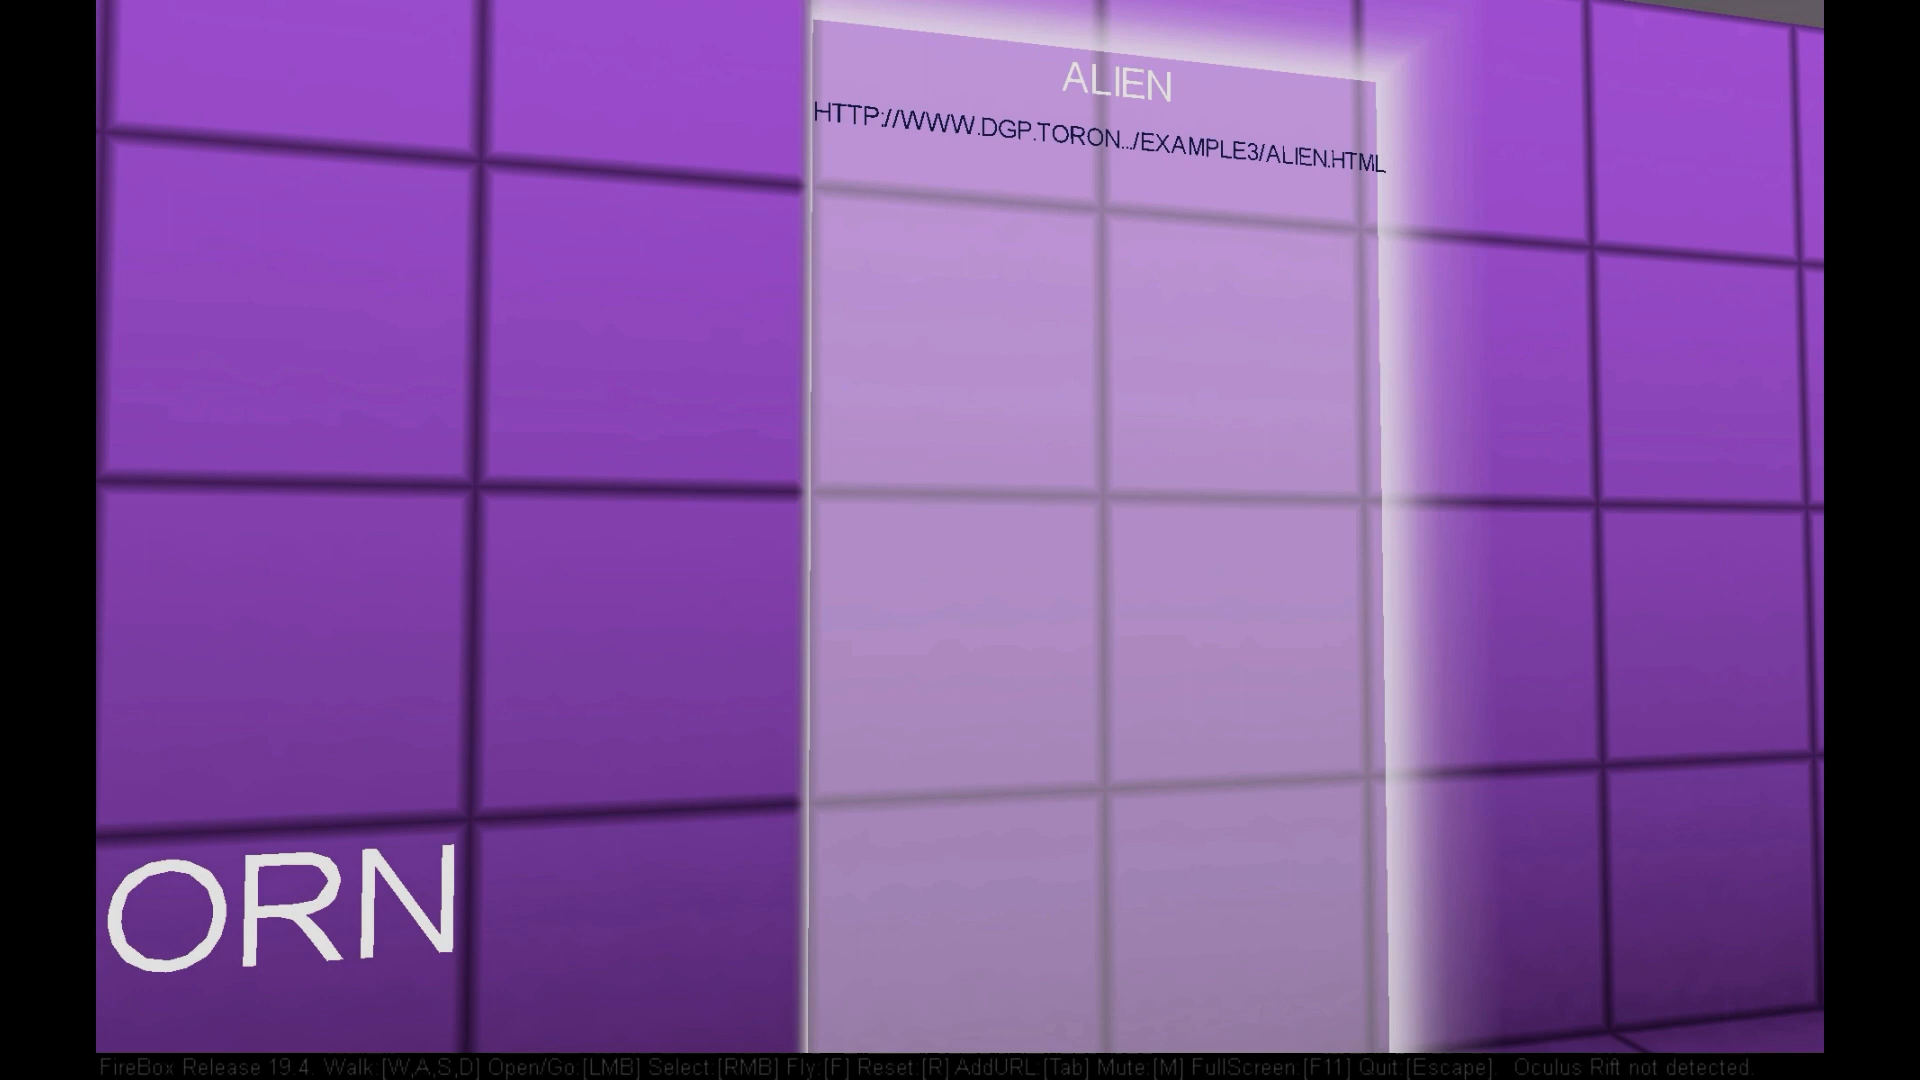 ALIEN
HTTP://WWW.DGP.TORON../EXAMPLE3/ALIEN.HTML
ORN
FireBox Release 19.4. Walk:[W,A,S,D] Open/Go:[LMB] Select:[RMB] Fly:[F] Reset:[R] AddURL:[Tab] Mute:[M] FullScreen:[F11] Quit:[Escape]. Oculus Rift not detected.